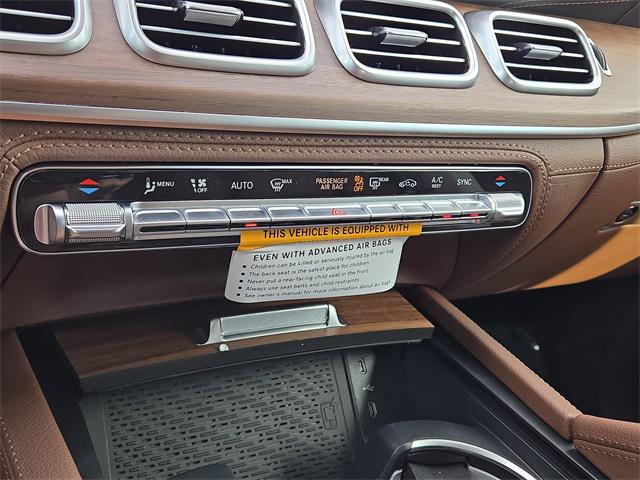 MENU
OFF
AUTO
MAX
PASSENGER
AIR BAG
OFF
REAR
A/C
REST
SYNC
THIS VEHICLE IS EQUIPPED WITH
EVEN WITH ADVANCED AIR BAGS
• Children can be killed or seriously injured by the air bag
• The back seat is the safest place for children
• Never put a rear-facing child seat in the front
• Always use seat belts and child restraints
• See owner's manual for more information about air bags